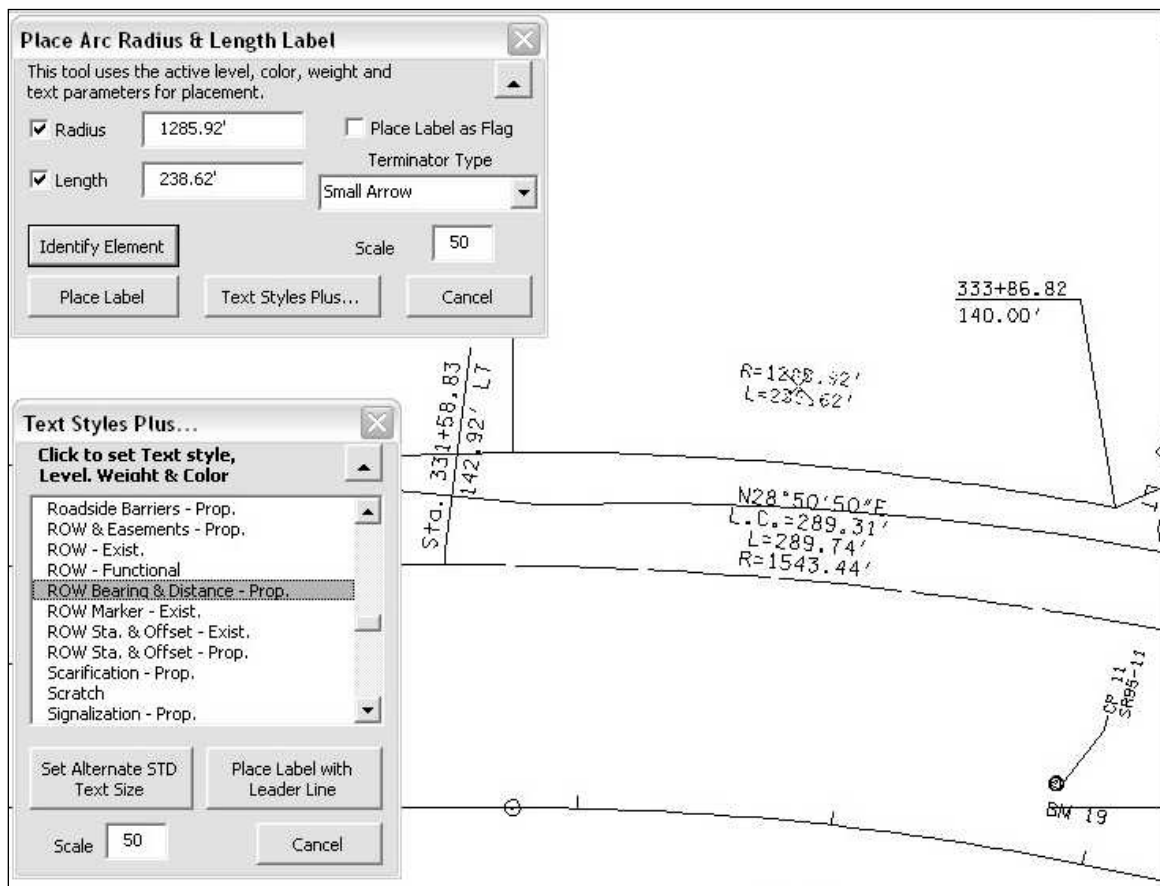 Place Arc Radius & Length Label
This tool uses the active level, color, weight and
text parameters for placement.
Radius 1285.92'
Place Label as Flag
Terminator Type
Length 238.62'
Small Arrow
Identify Element
Scale 50
Place Label Text Styles Plus... Cancel
333+86.82
140.00'
Sta. 331+58.83
142.92' LT
R=1285.92'
L=238.62'
Text Styles Plus...
Click to set Text style,
Level, Weight & Color
Roadside Barriers - Prop.
ROW & Easements - Prop.
ROW - Exist.
ROW - Functional
ROW Bearing & Distance - Prop.
ROW Marker - Exist.
ROW Sta. & Offset - Exist.
ROW Sta. & Offset - Prop.
Scarification - Prop.
Scratch
Signalization - Prop.
Set Alternate STD
Text Size
Place Label with
Leader Line
Scale 50
Cancel
N28°50'50"E
L.C.=289.31'
L=289.74'
R=1543.44'
CP 11
SR95-11
BM 19